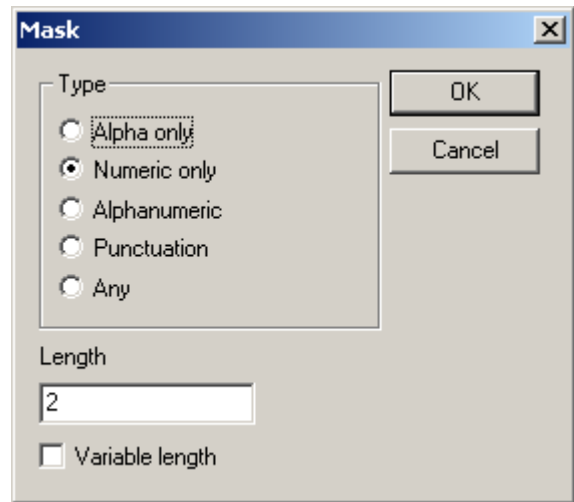 Mask
Type
OK
Alpha only
Cancel
Numeric only
Alphanumeric
Punctuation
Any
Length
2
Variable length